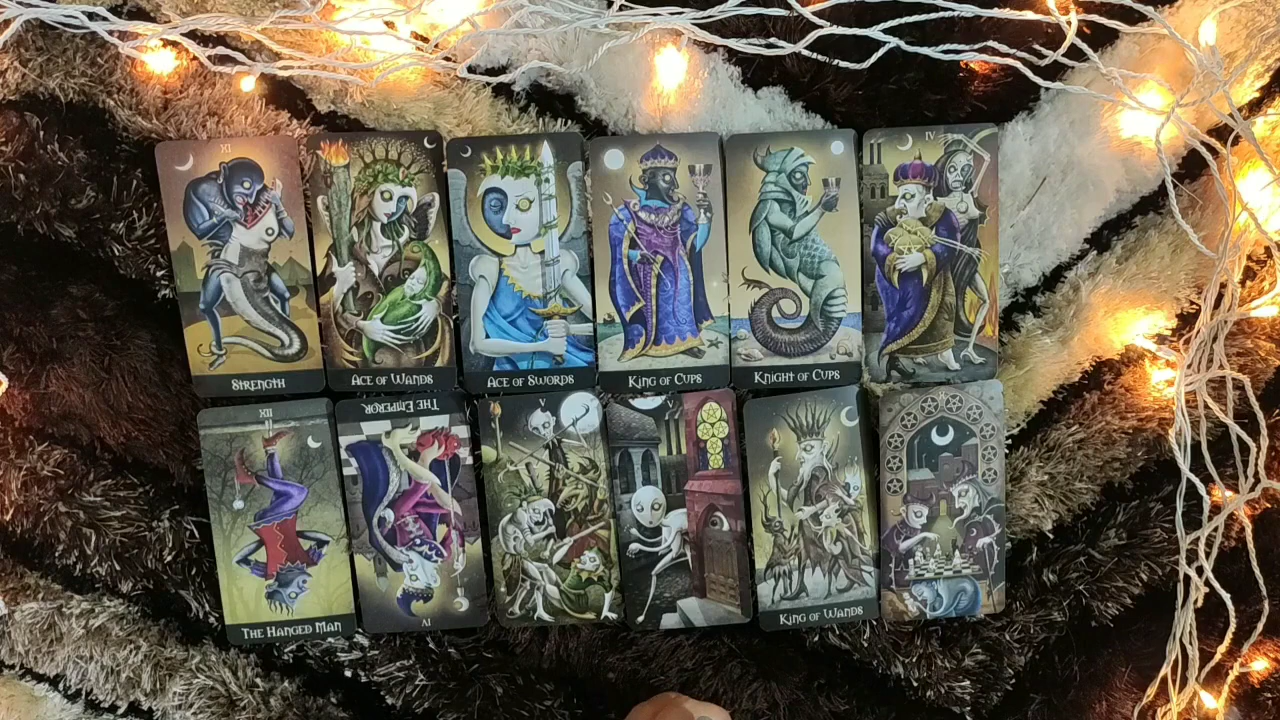 XI
STRENGTH
ACE OF WANDS
ACE OF SWORDS
KING OF CUPS
KNIGHT OF CUPS
IV
XII
THE HANGED MAN
THE EMPEROR
IV
V
V
KING OF WANDS
X